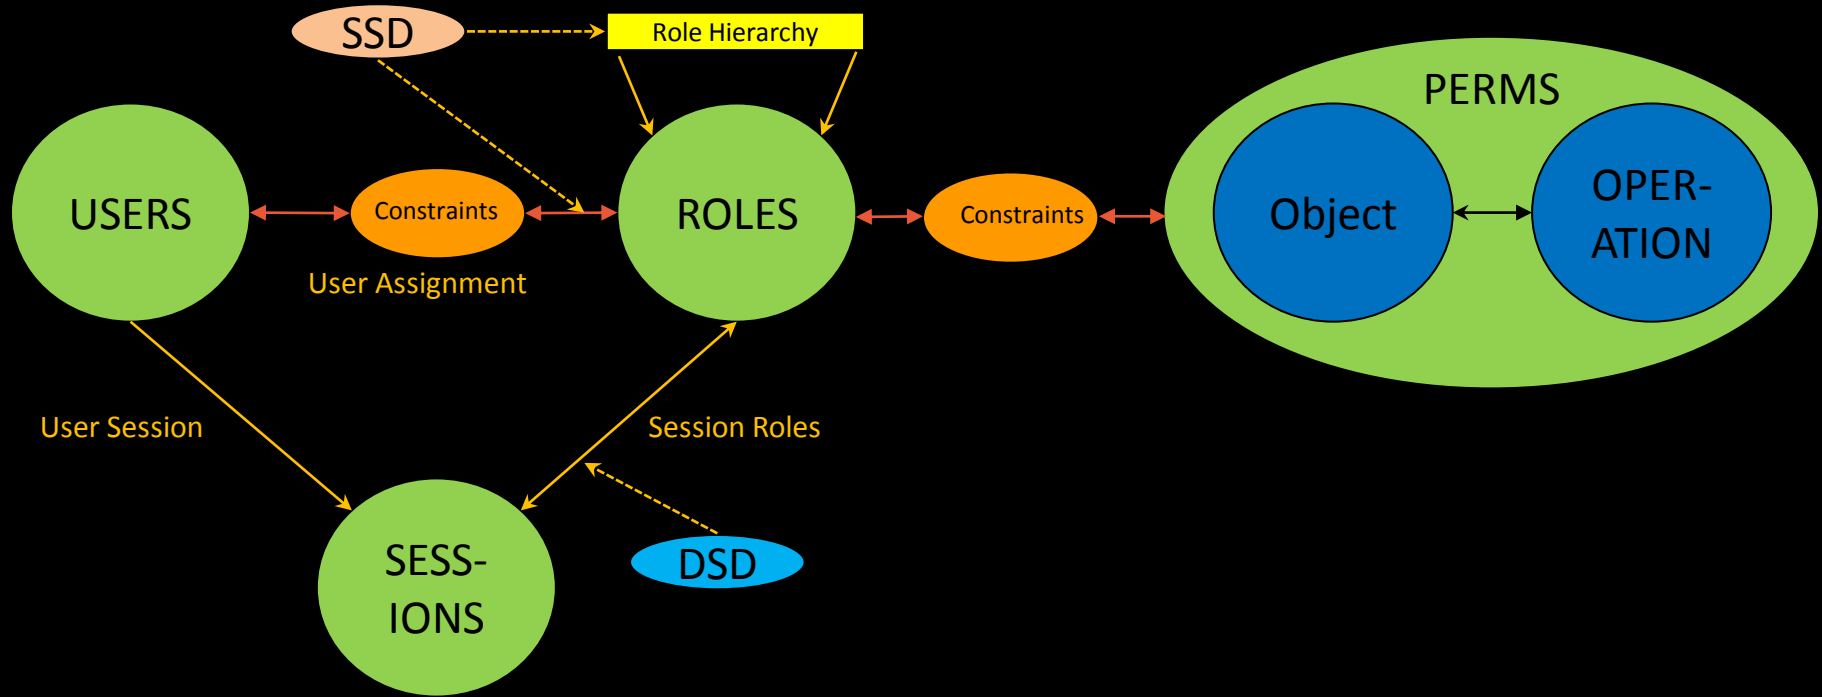 SSD
Role Hierarchy
PERMS
USERS
Constraints
ROLES
Constraints
Object
OPER-
ATION
User Assignment
User Session
Session Roles
SESS-
IONS
DSD